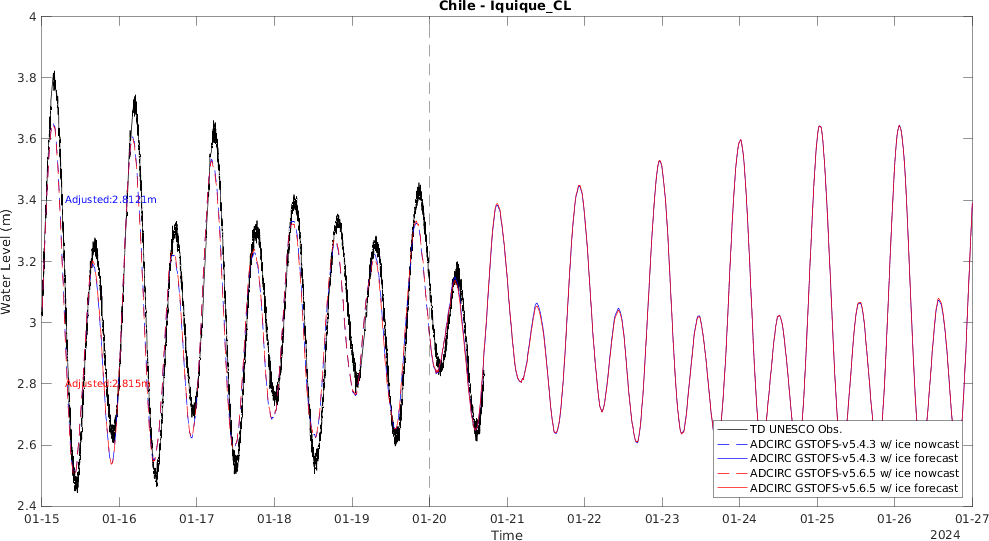 Chile - Iquique_CL
4
3.8
3.6
3.4
3.2
3
2.8
2.6
2.4
Water Level (m)
Adjusted:2.8121m
Adjusted:2.815m
TD UNESCO Obs.
ADCIRC GSTOFS-v5.4.3 w/ ice nowcast
ADCIRC GSTOFS-v5.4.3 w/ ice forecast
ADCIRC GSTOFS-v5.6.5 w/ ice nowcast
ADCIRC GSTOFS-v5.6.5 w/ ice forecast
01-15 01-16 01-17 01-18 01-19 01-20 01-21 01-22 01-23 01-24 01-25 01-26 01-27
Time
2024